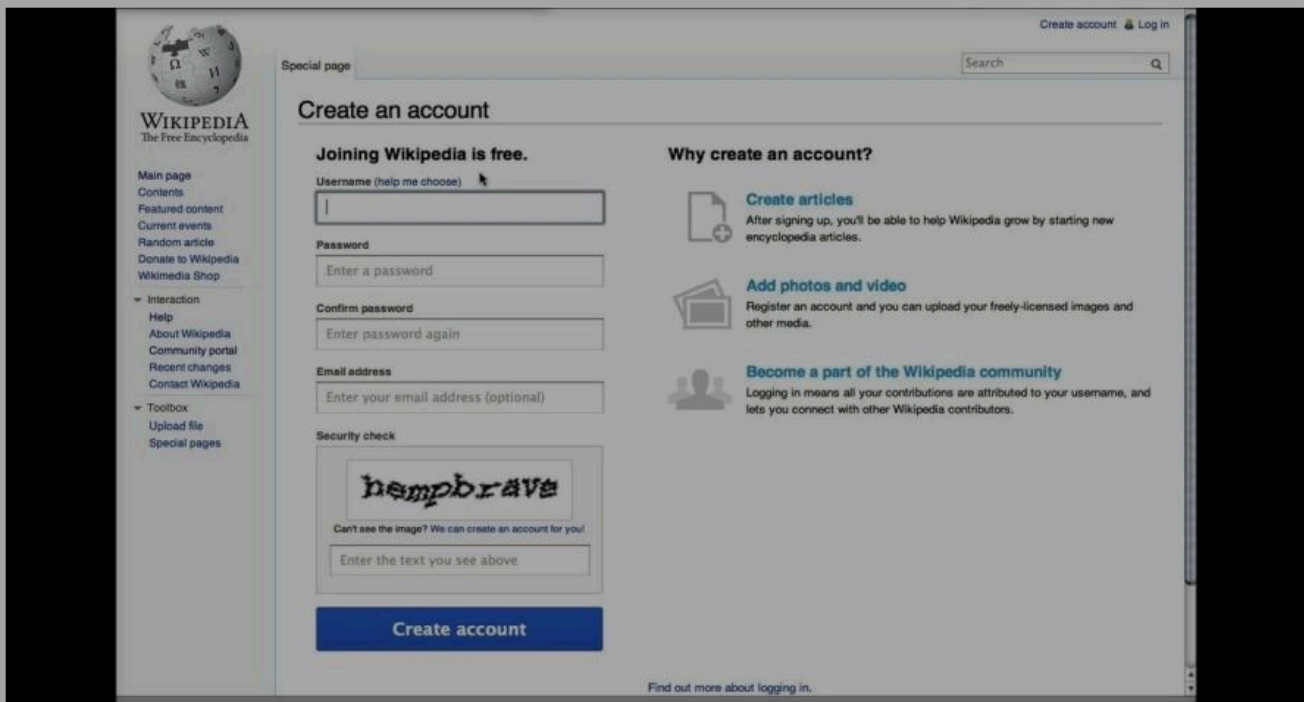 Create account Log in
Special page
Search
WIKIPEDIA
The Free Encyclopedia
Main page
Contents
Featured content
Current events
Random article
Donate to Wikipedia
Wikimedia Shop
Interaction
Help
About Wikipedia
Community portal
Recent changes
Contact Wikipedia
Toolbox
Upload file
Special pages
Create an account
Joining Wikipedia is free.
Username (help me choose)
Password
Enter a password
Confirm password
Enter password again
Email address
Enter your email address (optional)
Security check
hempbrave
Can't see the image? We can create an account for you!
Enter the text you see above
Create account
Why create an account?
Create articles
After signing up, you'll be able to help Wikipedia grow by starting new
encyclopedia articles.
Add photos and video
Register an account and you can upload your freely-licensed images and
other media.
Become a part of the Wikipedia community
Logging in means all your contributions are attributed to your username, and
lets you connect with other Wikipedia contributors.
Find out more about logging in.